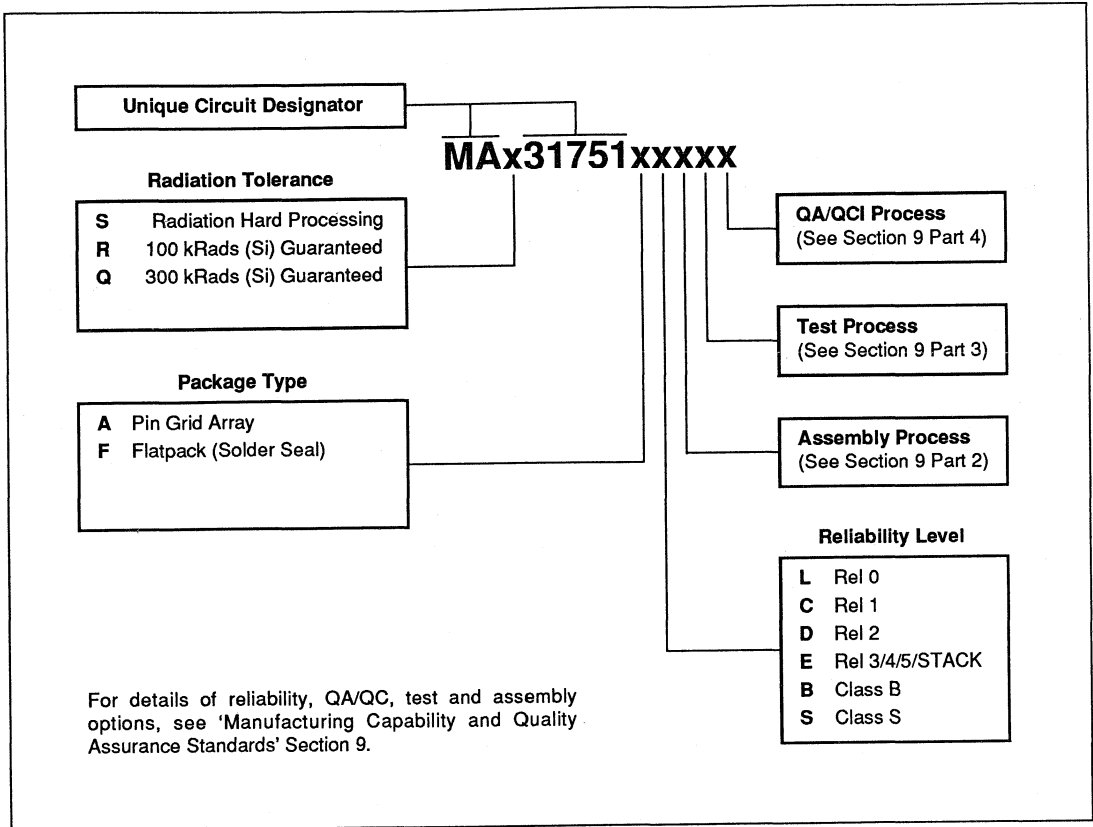 Unique Circuit Designator
MAx31751xxxxx
Radiation Tolerance
S Radiation Hard Processing
R 100 kRads (Si) Guaranteed
Q 300 kRads (Si) Guaranteed
Package Type
A Pin Grid Array
F Flatpack (Solder Seal)
QA/QCI Process
(See Section 9 Part 4)
Test Process
(See Section 9 Part 3)
Assembly Process
(See Section 9 Part 2)
Reliability Level
L Rel 0
C Rel 1
D Rel 2
E Rel 3/4/5/STACK
B Class B
S Class S
For details of reliability, QA/QC, test and assembly
options, see 'Manufacturing Capability and Quality
Assurance Standards' Section 9.